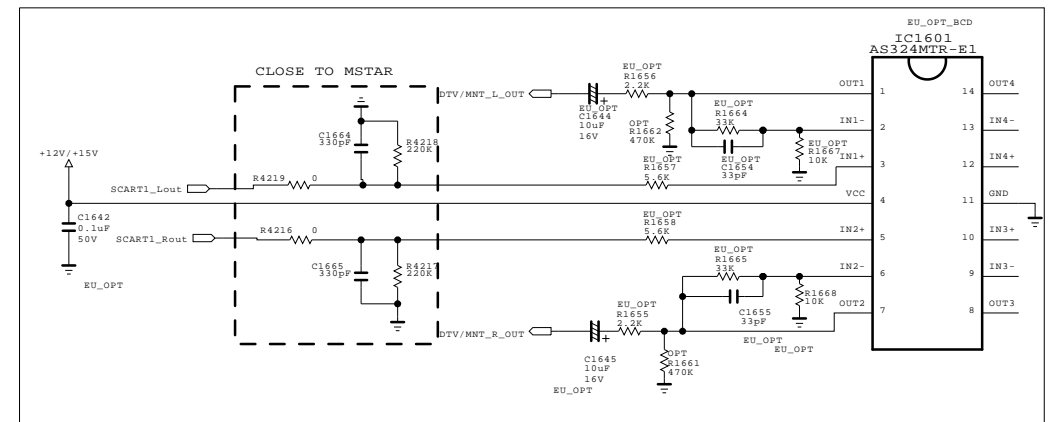 EU_OPT_BCD
IC1601
AS324MTR-E1
CLOSE TO MSTAR
DTV/MNT_L_OUT
EU_OPT
C1644
10uF
16V
EU_OPT
R1656
2.2K
OPT
R1662
470K
EU_OPT
R1664
33K
EU_OPT
C1654
33pF
EU_OPT
R1667
10K
OUT1
1
14
OUT4
IN1-
2
13
IN4-
IN1+
3
12
IN4+
VCC
4
11
GND
IN2+
5
10
IN3+
IN2-
6
9
IN3-
OUT2
7
8
OUT3
C1664
330pF
R4218
220K
+12V/+15V
SCART1_Lout
R4219
0
EU_OPT
R1657
5.6K
C1642
0.1uF
50V
EU_OPT
SCART1_Rout
R4216
0
EU_OPT
R1658
5.6K
C1665
330pF
R4217
220K
EU_OPT
R1665
33K
C1655
33pF
EU_OPT
R1668
10K
EU_OPT
DTV/MNT_R_OUT
C1645
10uF
16V
EU_OPT
EU_OPT
R1655
2.2K
OPT
R1661
470K
+
+